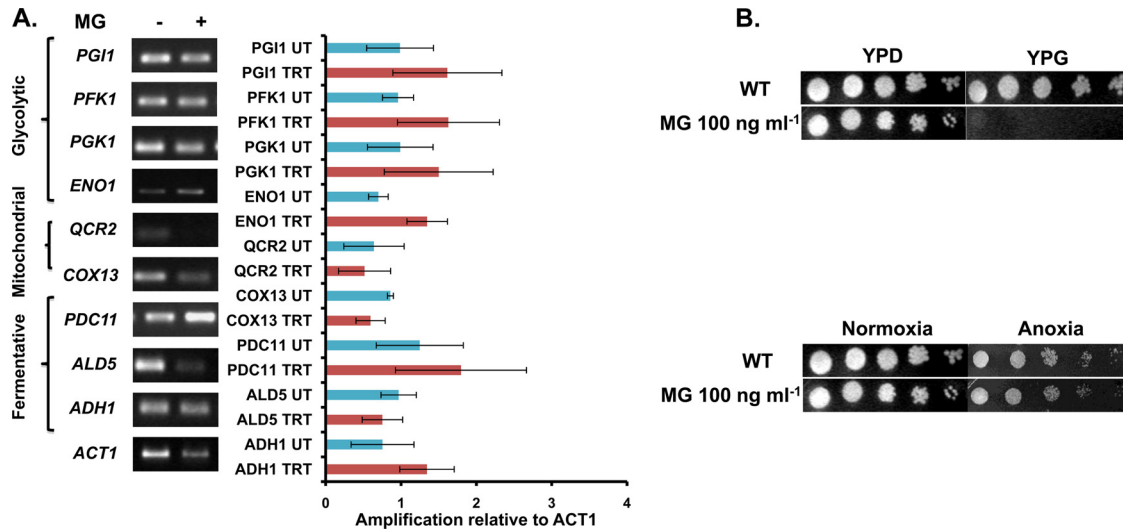 A.
MG - +
Glycolytic
PGI1
PFK1
PGK1
ENO1
Mitochondrial
QCR2
COX13
Fermentative
PDC11
ALD5
ADH1
ACT1
PGI1 UT
PGI1 TRT
PFK1 UT
PFK1 TRT
PGK1 UT
PGK1 TRT
ENO1 UT
ENO1 TRT
QCR2 UT
QCR2 TRT
COX13 UT
COX13 TRT
PDC11 UT
PDC11 TRT
ALD5 UT
ALD5 TRT
ADH1 UT
ADH1 TRT
0 1 2 3 4
Amplification relative to ACT1
B.
YPD YPG
WT
MG 100 ng ml⁻¹
Normoxia Anoxia
WT
MG 100 ng ml⁻¹